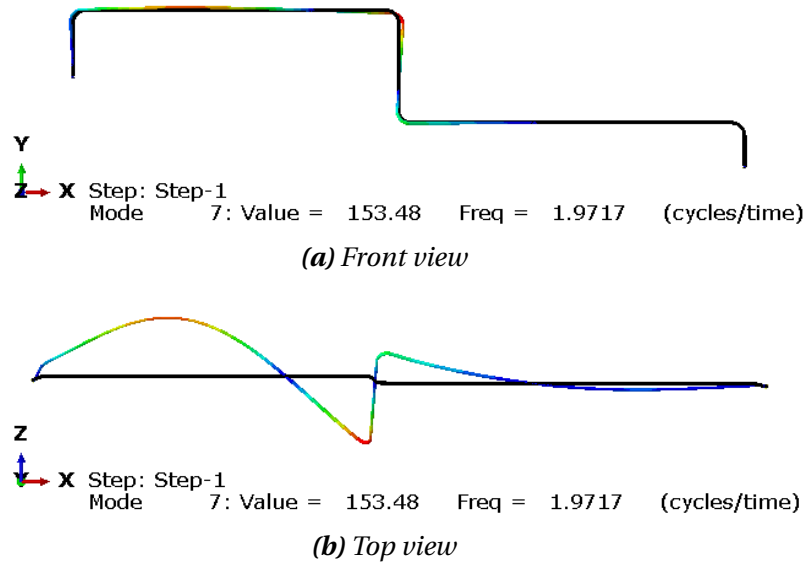 Y
Z X Step: Step-1
Mode 7: Value = 153.48 Freq = 1.9717 (cycles/time)
(a) Front view
Z
Y X Step: Step-1
Mode 7: Value = 153.48 Freq = 1.9717 (cycles/time)
(b) Top view